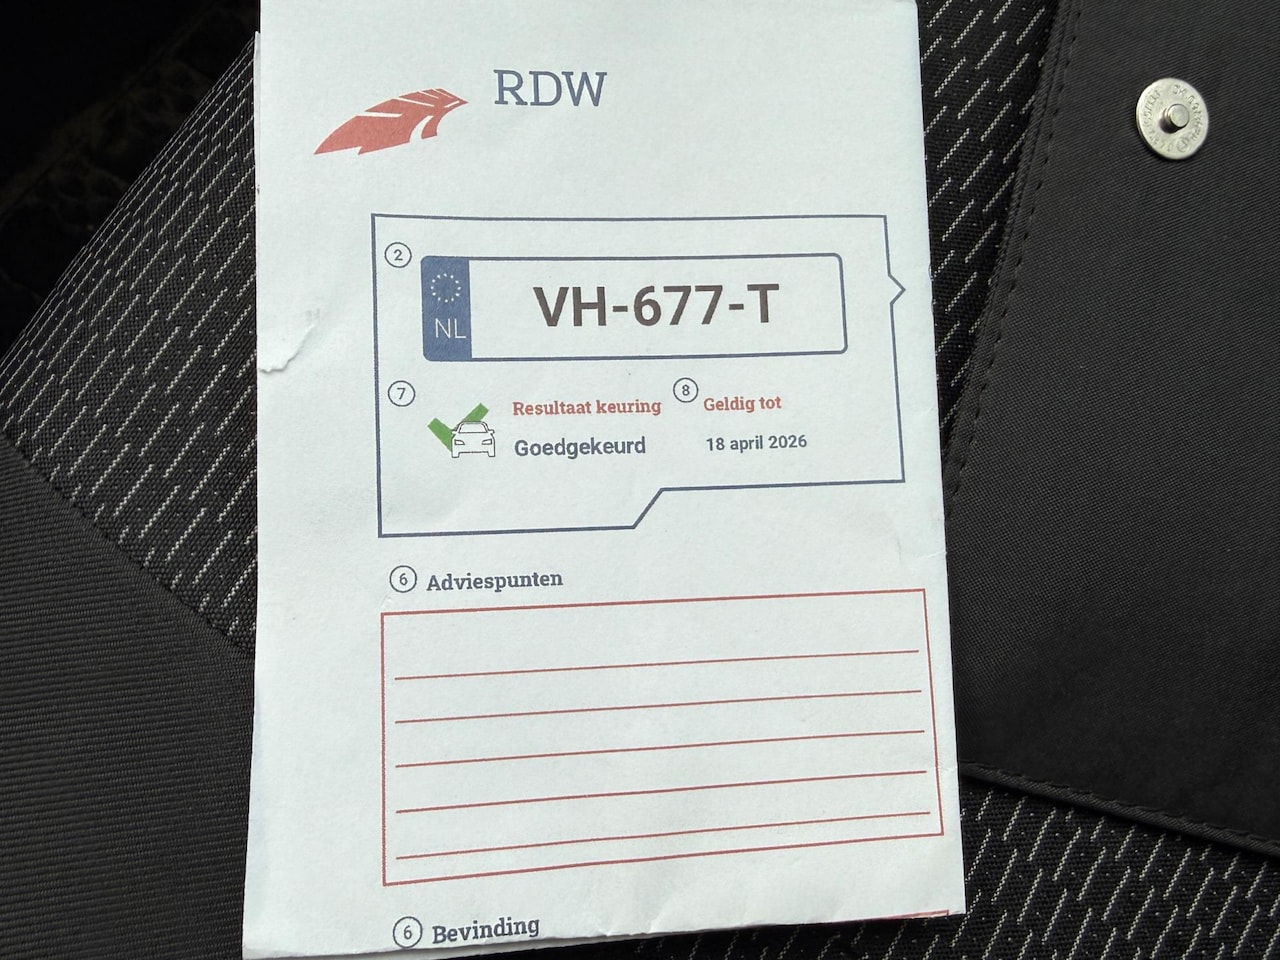 RDW
2
NL
VH-677-T
7
8
Resultaat keuring
Geldig tot
Goedgekeurd
18 april 2026
6 Adviespunten
6 Bevinding